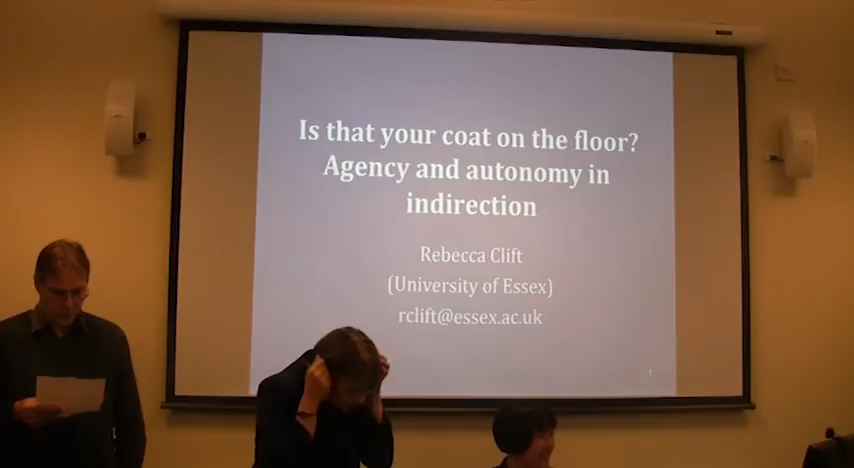 Is that your coat on the floor?
Agency and autonomy in
indirection
Rebecca Clift
(University of Essex)
rclift@essex.ac.uk
1